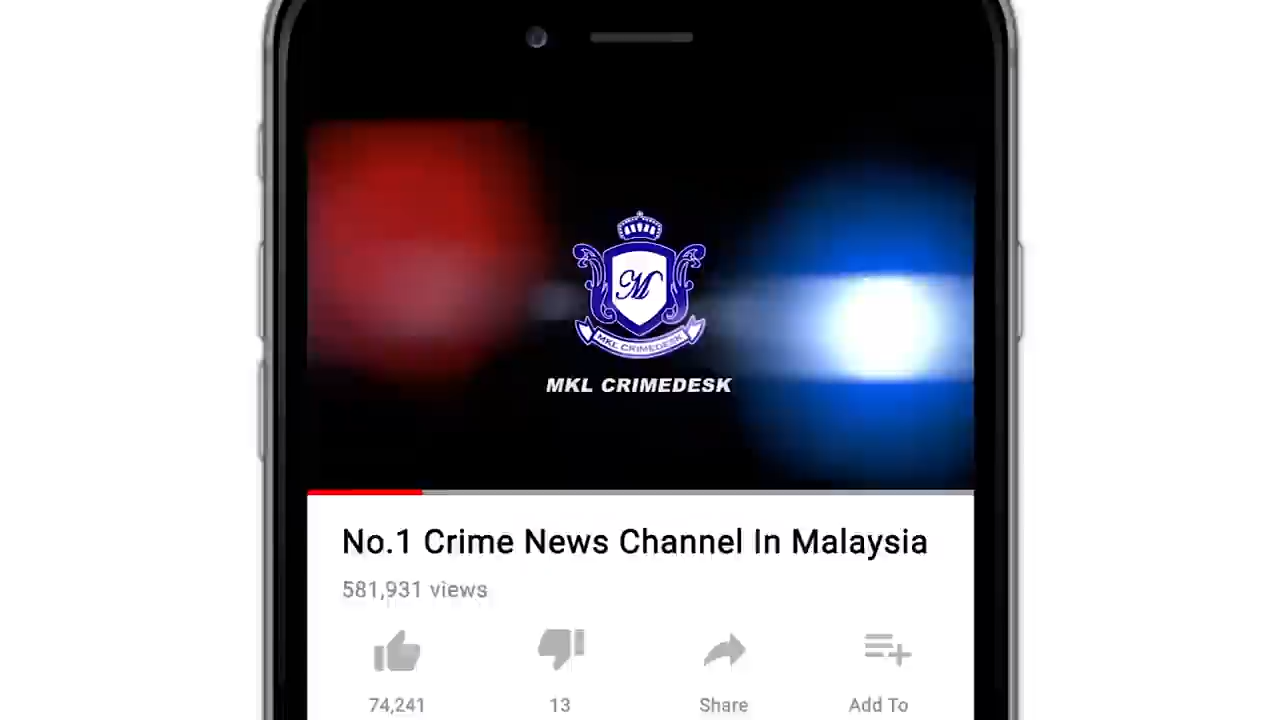 M
MKL CRIMEDESK
MKL CRIMEDESK
No.1 Crime News Channel In Malaysia
581,931 views
74,241
13
Share
Add To